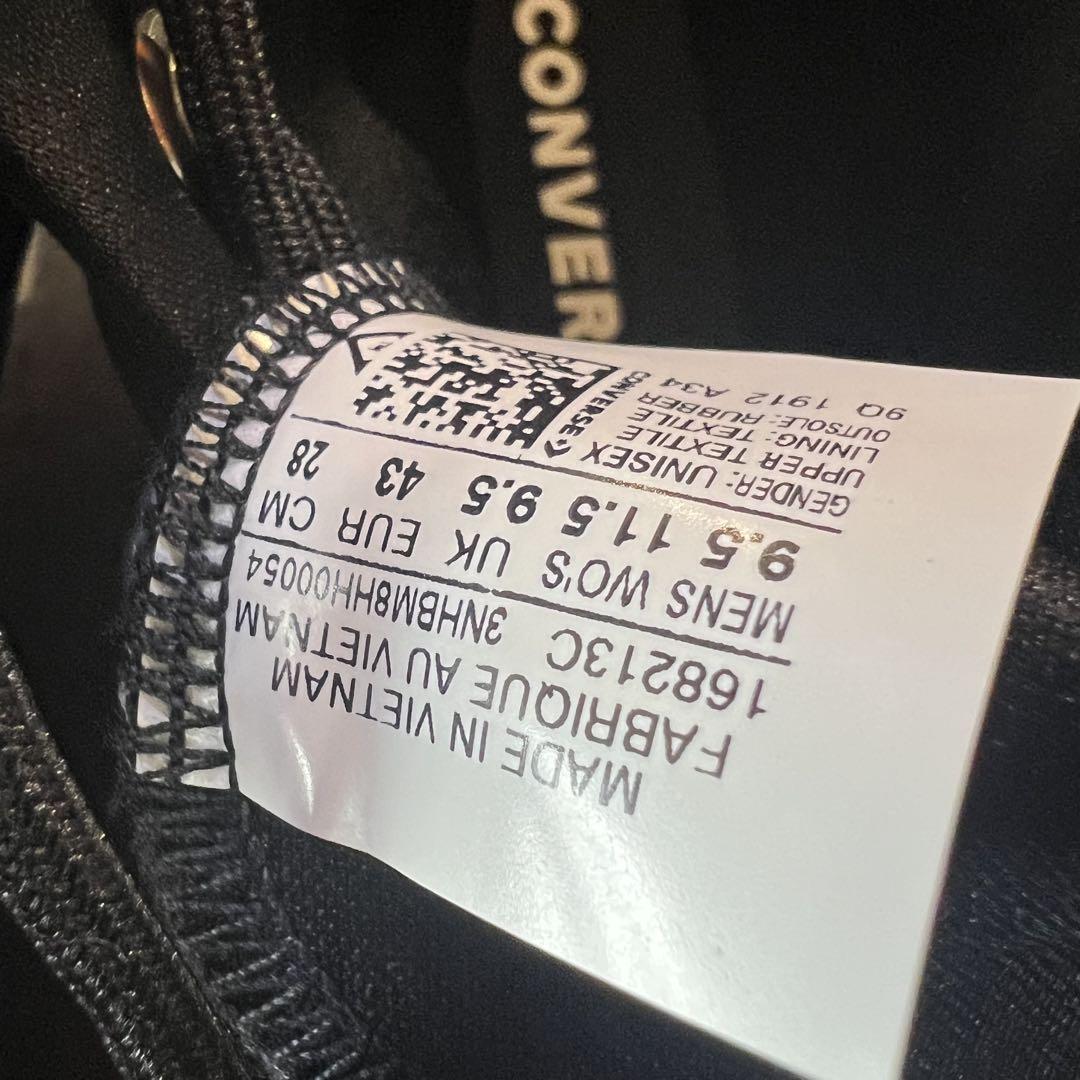 CONVER
MADE IN VIETNAM
FABRIQUE AU VIETNAM
168213C 3NHBM8HH00054
MENS WO'S UK EUR CM
9.5 11.5 9.5 43 28
GENDER: UNISEX
UPPER TEXTILE
LINING: TEXTILE
OUTSOLE: RUBBER
9Q 1912 A34
CONVERSE